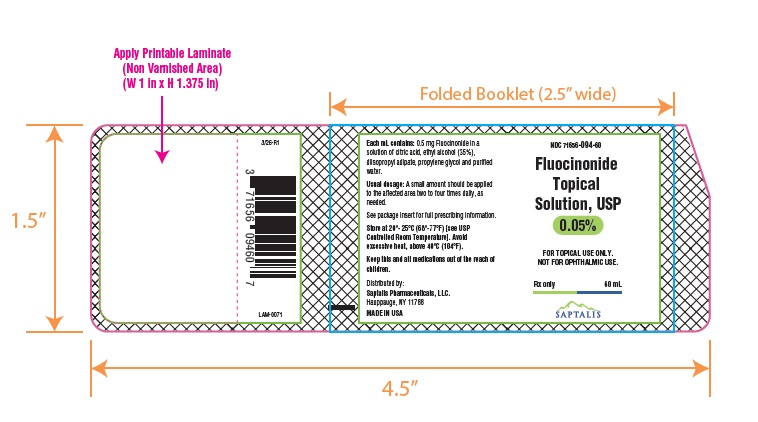 Apply Printable Laminate
(Non Varnished Area)
(W 1 in x H 1.375 in)
Folded Booklet (2.5” wide)
1.5”
4.5”
3/26-R1
3 71656 09460 7
LAM-0071
Each mL contains: 0.5 mg Fluocinonide in a
solution of citric acid, ethyl alcohol (35%),
diisopropyl adipate, propylene glycol and purified
water.
Usual dosage: A small amount should be applied
to the affected area two to four times daily, as
needed.
See package insert for full prescribing information.
Store at 20°-25°C (68°-77°F) [see USP
Controlled Room Temperature]. Avoid
excessive heat, above 40°C (104°F).
Keep this and all medications out of the reach of
children.
Distributed by:
Saptalis Pharmaceuticals, LLC.
Hauppauge, NY 11788
MADE IN USA
NDC 71656-094-60
Fluocinonide
Topical
Solution, USP
0.05%
FOR TOPICAL USE ONLY.
NOT FOR OPHTHALMIC USE.
Rx only 60 mL
SAPTALIS